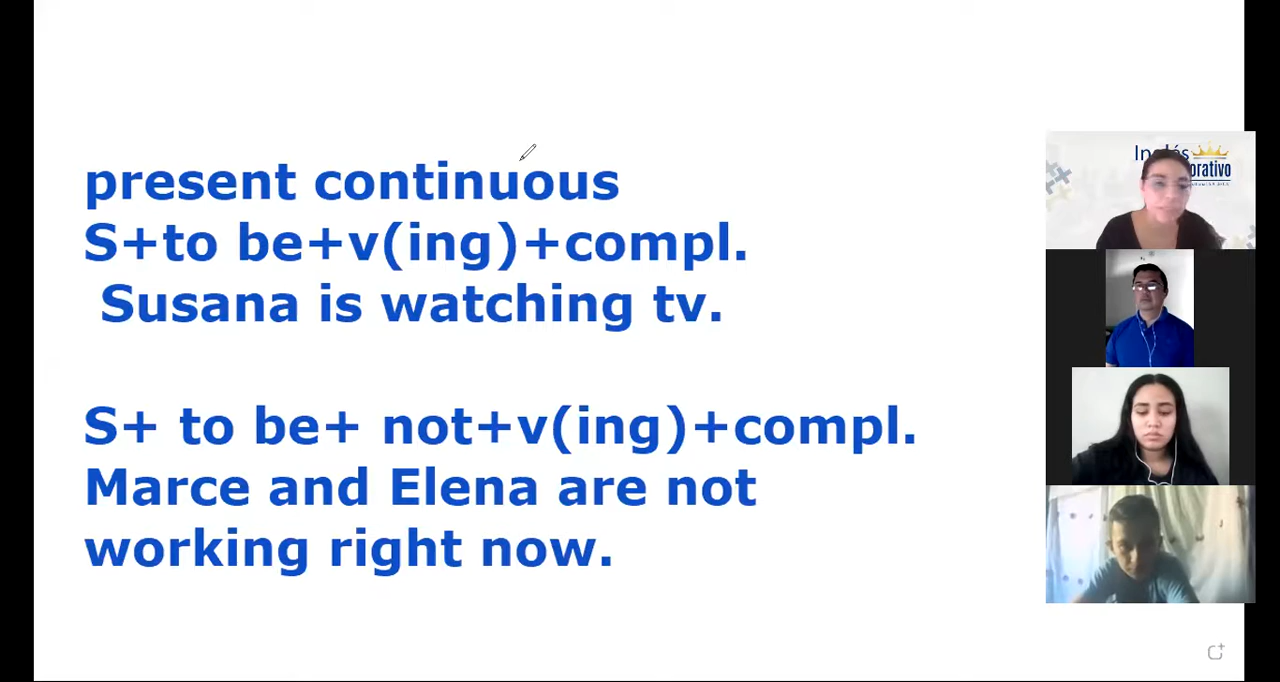 present continuous
S+to be+v(ing)+compl.
Susana is watching tv.
S+ to be+ not+v(ing)+compl.
Marce and Elena are not
working right now.